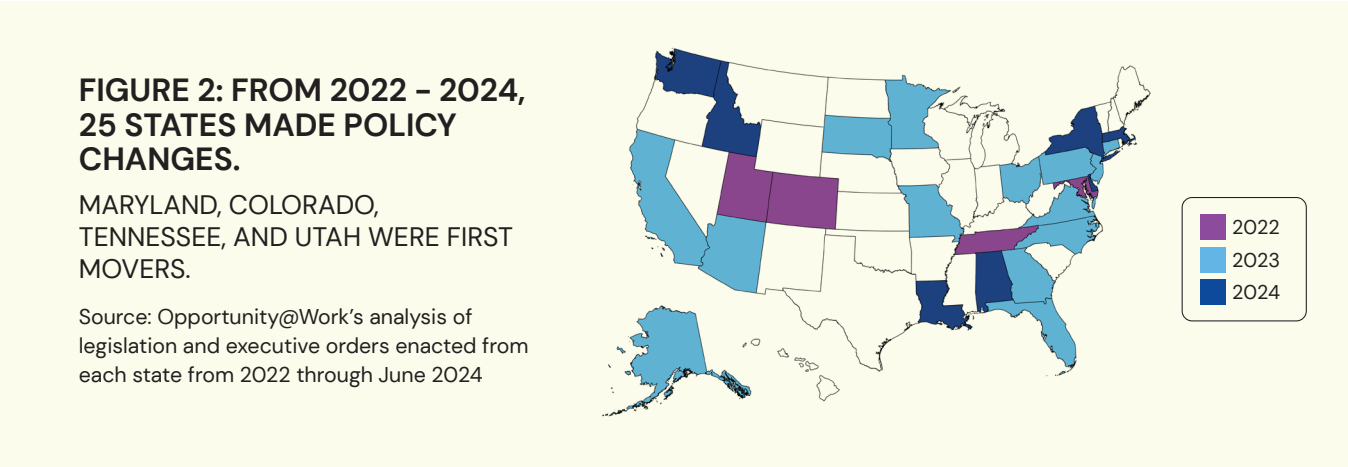 FIGURE 2: FROM 2022 – 2024,
25 STATES MADE POLICY
CHANGES.
MARYLAND, COLORADO,
TENNESSEE, AND UTAH WERE FIRST
MOVERS.
Source: Opportunity@Work’s analysis of
legislation and executive orders enacted from
each state from 2022 through June 2024
2022
2023
2024